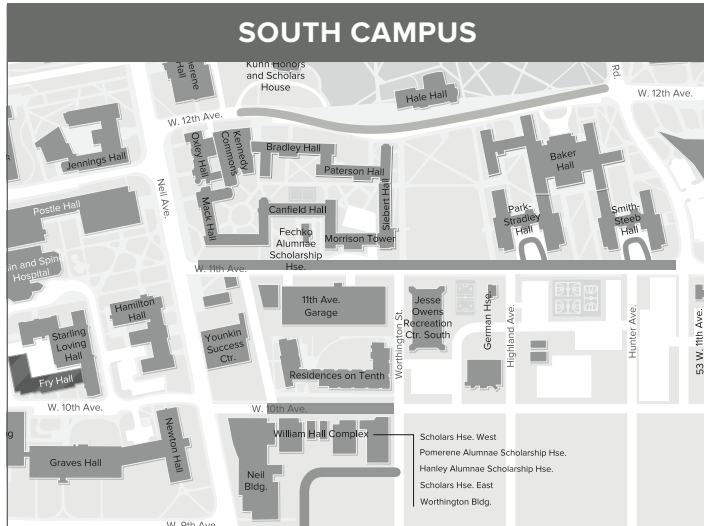 SOUTH CAMPUS
Hall
Kuhn Honors
and Scholars
House
Hale Hall
Rd.
W. 12th Ave.
W. 12th Ave.
Jennings Hall
Oxley Hall
Kennedy
Commons
Bradley Hall
Paterson Hall
Baker
Hall
Neil Ave.
Postle Hall
Mack Hall
Canfield Hall
Siebert Hall
Fechko
Alumnae
Scholarship
Hse.
Morrison Tower
Park-
Stradley
Hall
Smith-
Steeb
Hall
Hospital
W. 11th Ave.
Hamilton
Hall
11th Ave.
Garage
Jesse
Owens
Recreation
Ctr. South
German Hse.
Worthington St.
Highland Ave.
Hunter Ave.
53 W. 11th Ave.
Starling
Loving
Hall
Younkin
Success
Ctr.
Fry Hall
Residences on Tenth
W. 10th Ave.
W. 10th Ave.
Newton Hall
William Hall Complex
Scholars Hse. West
Pomerene Alumnae Scholarship Hse.
Hanley Alumnae Scholarship Hse.
Scholars Hse. East
Worthington Bldg.
Graves Hall
Neil
Bldg.
W. 9th Ave.